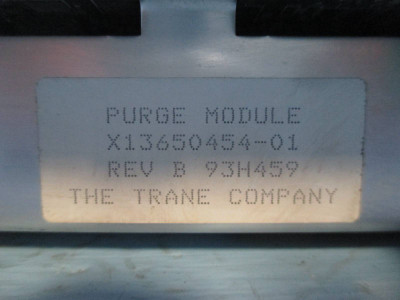 PURGE MODULE
X13650454-01
REV B 93H459
THE TRANE COMPANY